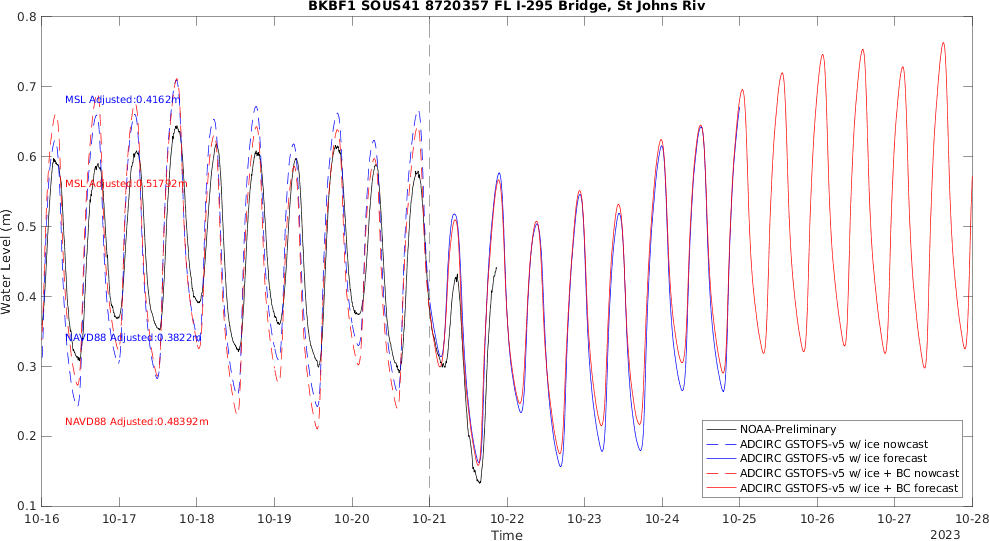 BKBF1 SOUS41 8720357 FL I-295 Bridge, St Johns Riv
Water Level (m)
0.8
0.7
0.6
0.5
0.4
0.3
0.2
0.1
MSL Adjusted:0.4162m
MSL Adjusted:0.51792m
NAVD88 Adjusted:0.3822m
NAVD88 Adjusted:0.48392m
NOAA-Preliminary
ADCIRC GSTOFS-v5 w/ ice nowcast
ADCIRC GSTOFS-v5 w/ ice forecast
ADCIRC GSTOFS-v5 w/ ice + BC nowcast
ADCIRC GSTOFS-v5 w/ ice + BC forecast
10-16 10-17 10-18 10-19 10-20 10-21 10-22 10-23 10-24 10-25 10-26 10-27 10-28
Time
2023